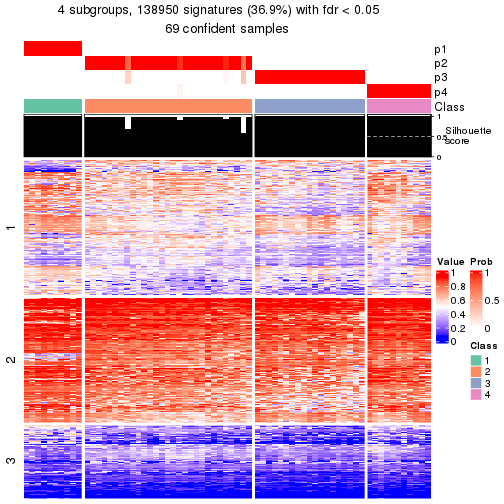 4 subgroups, 138950 signatures (36.9%) with fdr < 0.05
69 confident samples
p1
p2
p3
p4
Class
1
0.5
0
Silhouette
score
1
2
3
Value
1
0.8
0.6
0.4
0.2
0
Prob
1
0.5
0
Class
1
2
3
4